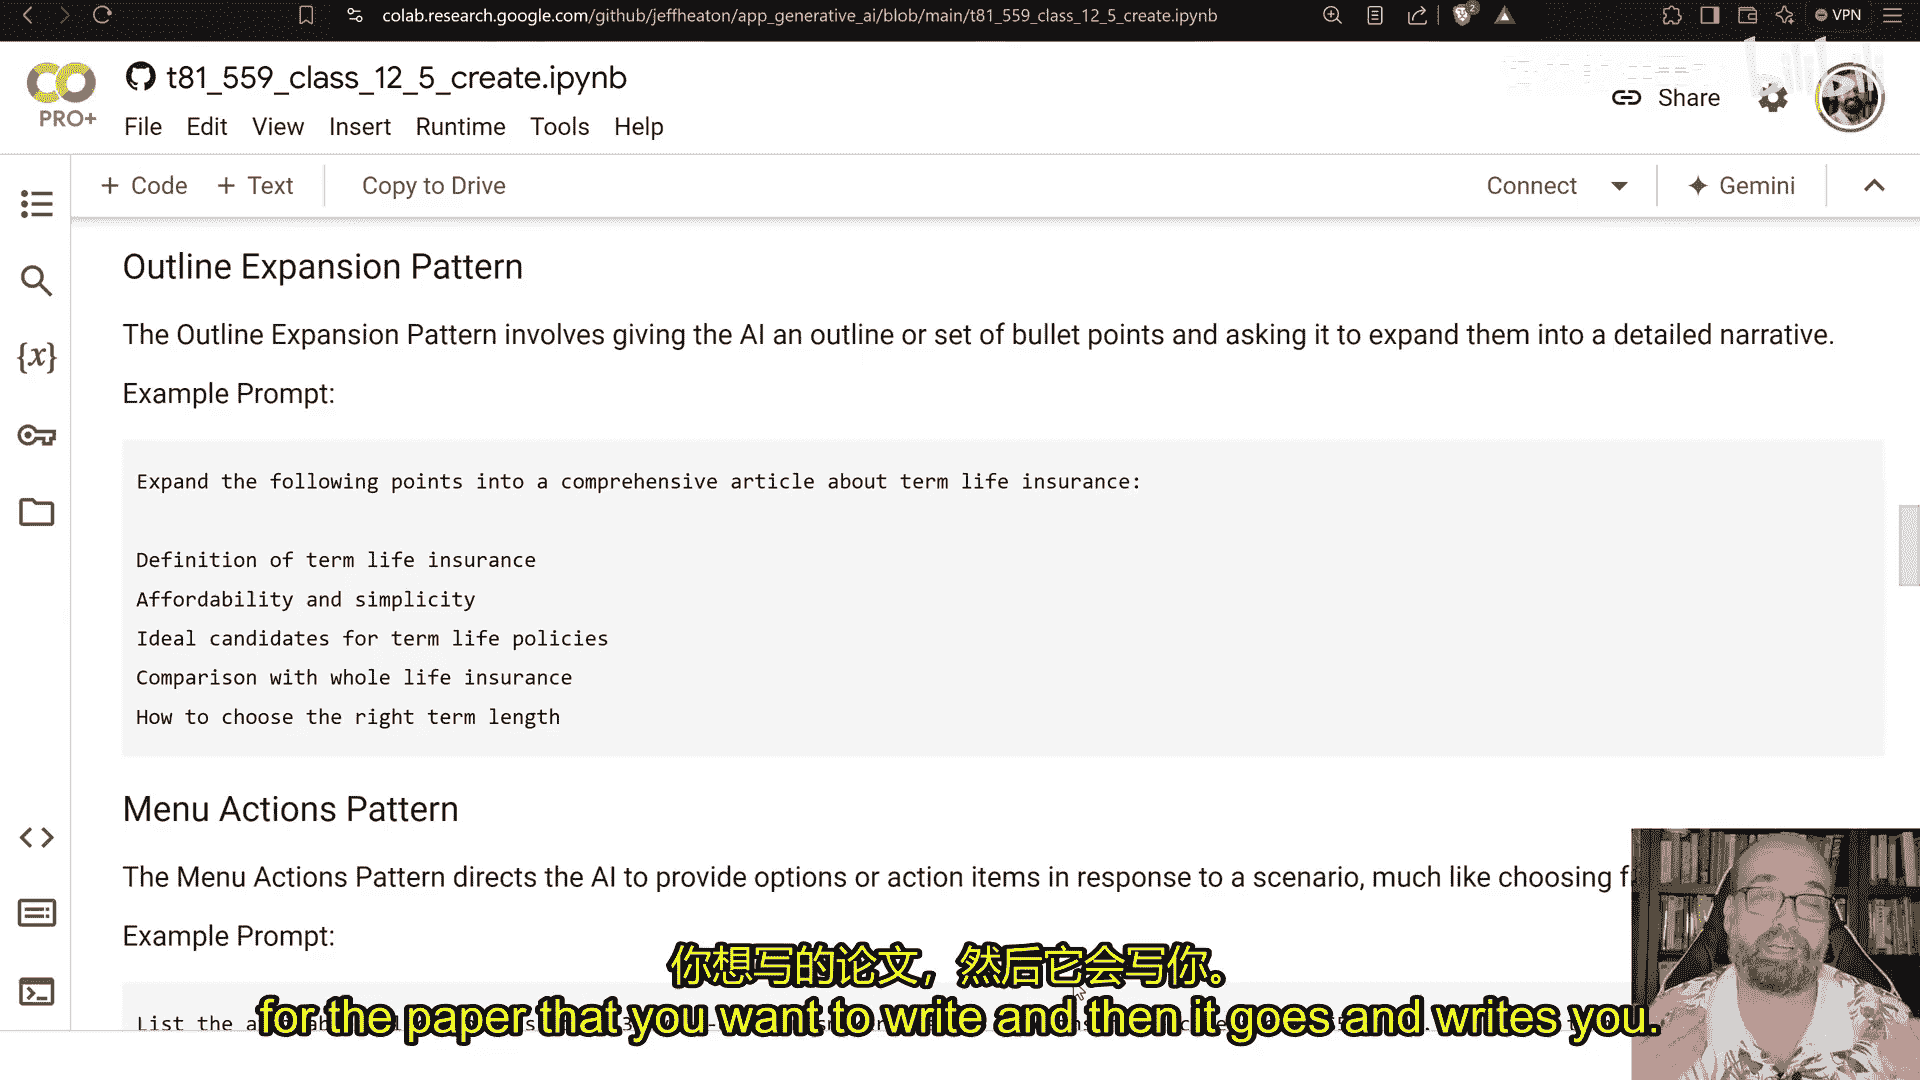 colab.research.google.com/github/jeffheaton/app_generative_ai/blob/main/t81_559_class_12_5_create.ipynb
2
VPN
t81_559_class_12_5_create.ipynb
PRO+
File Edit View Insert Runtime Tools Help
Share
+ Code + Text Copy to Drive
Connect
Gemini
Outline Expansion Pattern
The Outline Expansion Pattern involves giving the AI an outline or set of bullet points and asking it to expand them into a detailed narrative.
Example Prompt:
Expand the following points into a comprehensive article about term life insurance:
Definition of term life insurance
Affordability and simplicity
Ideal candidates for term life policies
Comparison with whole life insurance
How to choose the right term length
Menu Actions Pattern
The Menu Actions Pattern directs the AI to provide options or action items in response to a scenario, much like choosing
Example Prompt:
你想写的论文，然后它会写你。
List the
for the paper that you want to write and then it goes and writes you.